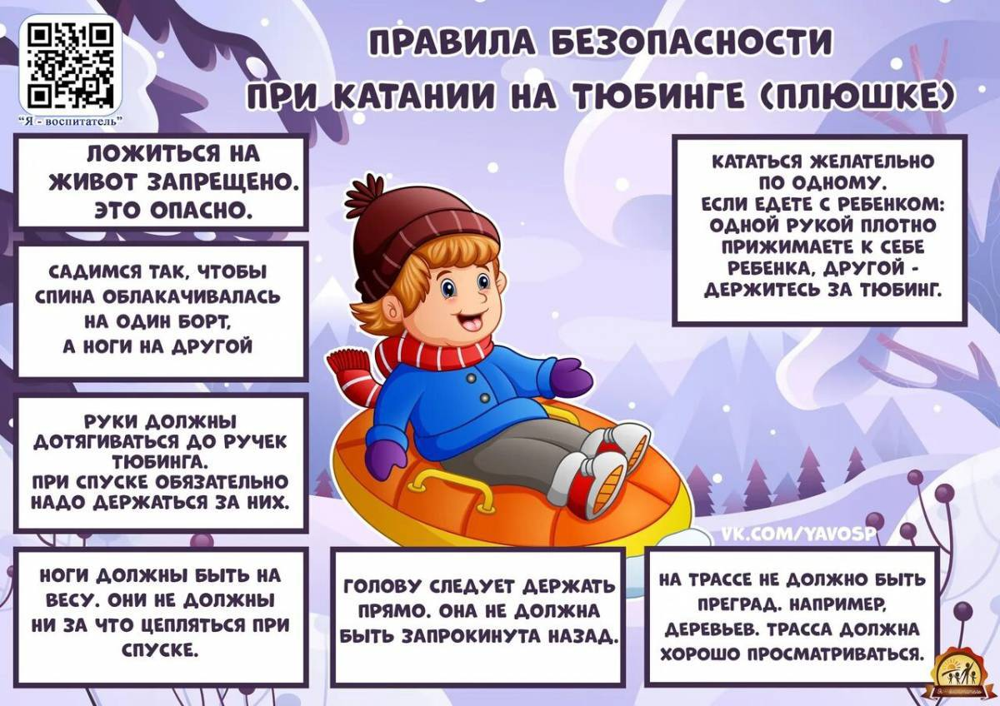 ПРАВИЛА БЕЗОПАСНОСТИ
ПРИ КАТАНИИ НА ТЮБИНГЕ (ПЛЮШКЕ)
"Я - воспитатель"
ЛОЖИТЬСЯ НА
ЖИВОТ ЗАПРЕЩЕНО.
ЭТО ОПАСНО.
САДИМСЯ ТАК, ЧТОБЫ
СПИНА ОБЛАКАЧИВАЛАСЬ
НА ОДИН БОРТ,
А НОГИ НА ДРУГОЙ
РУКИ ДОЛЖНЫ
ДОТЯГИВАТЬСЯ ДО РУЧЕК
ТЮБИНГА.
ПРИ СПУСКЕ ОБЯЗАТЕЛЬНО
НАДО ДЕРЖАТЬСЯ ЗА НИХ.
НОГИ ДОЛЖНЫ БЫТЬ НА
ВЕСУ. ОНИ НЕ ДОЛЖНЫ
НИ ЗА ЧТО ЦЕПЛЯТЬСЯ ПРИ
СПУСКЕ.
ГОЛОВУ СЛЕДУЕТ ДЕРЖАТЬ
ПРЯМО. ОНА НЕ ДОЛЖНА
БЫТЬ ЗАПРОКИНУТА НАЗАД.
КАТАТЬСЯ ЖЕЛАТЕЛЬНО
ПО ОДНОМУ.
ЕСЛИ ЕДЕТЕ С РЕБЕНКОМ:
ОДНОЙ РУКОЙ ПЛОТНО
ПРИЖИМАЕТЕ К СЕБЕ
РЕБЕНКА, ДРУГОЙ -
ДЕРЖИТЕСЬ ЗА ТЮБИНГ.
VK.COM/YAVOSP
НА ТРАССЕ НЕ ДОЛЖНО БЫТЬ
ПРЕГРАД. НАПРИМЕР,
ДЕРЕВЬЕВ. ТРАССА ДОЛЖНА
ХОРОШО ПРОСМАТРИВАТЬСЯ.
Я - воспитатель